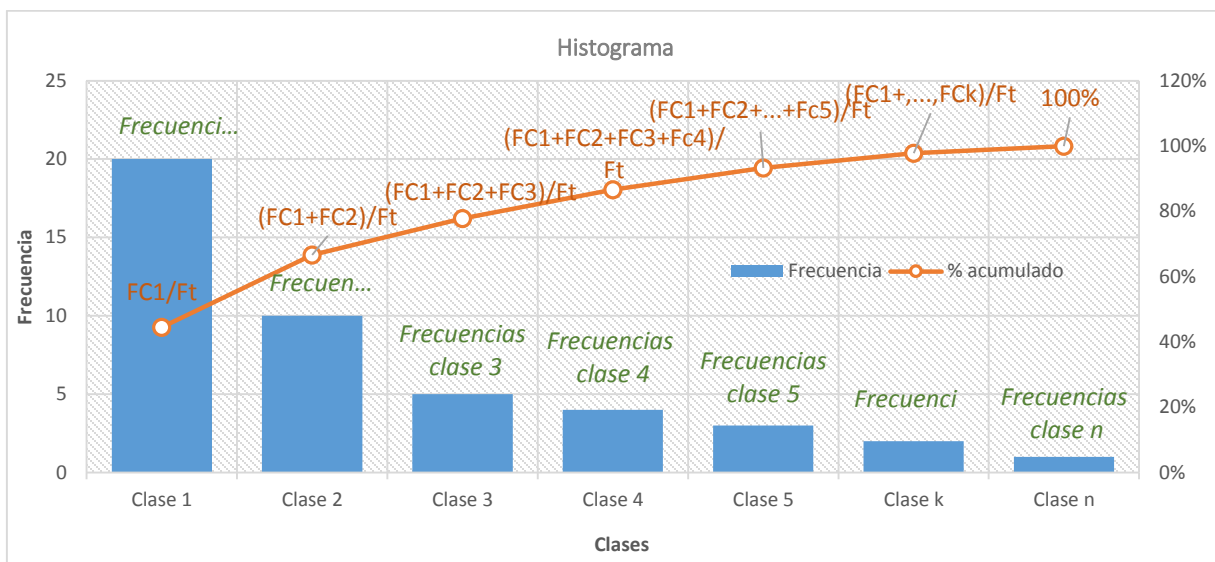 Histograma
25
20
15
10
5
0
Frecuencia
120%
100%
80%
60%
40%
20%
0%
Frecuenci...
Frecuen...
Frecuencias
clase 3
Frecuencias
clase 4
Frecuencias
clase 5
Frecuenci
Frecuencias
clase n
FC1/Ft
(FC1+FC2)/Ft
(FC1+FC2+FC3)/Ft
(FC1+FC2+FC3+Fc4)/
Ft
(FC1+FC2+...+Fc5)/Ft
(FC1+,...,FCk)/Ft
100%
Frecuencia
% acumulado
Clase 1
Clase 2
Clase 3
Clase 4
Clase 5
Clase k
Clase n
Clases